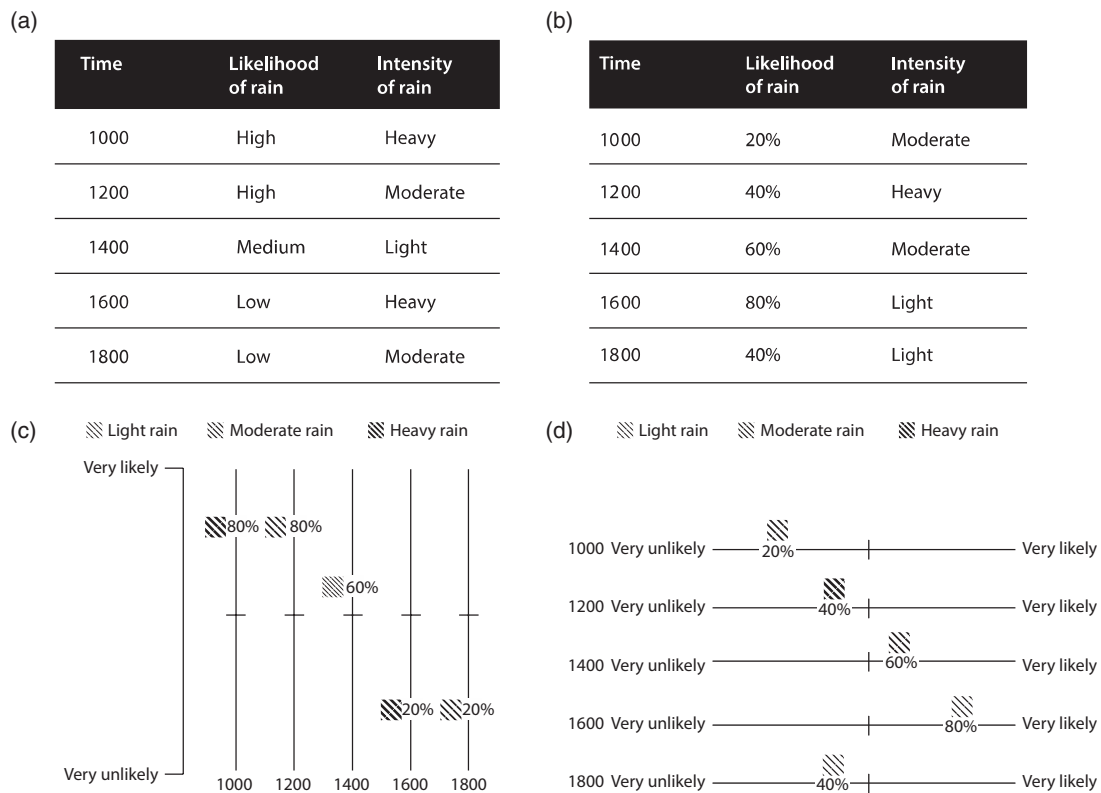 (a)
Time Likelihood of rain Intensity of rain
1000 High Heavy
1200 High Moderate
1400 Medium Light
1600 Low Heavy
1800 Low Moderate
(b)
Time Likelihood of rain Intensity of rain
1000 20% Moderate
1200 40% Heavy
1400 60% Moderate
1600 80% Light
1800 40% Light
(c)
Light rain Moderate rain Heavy rain
Very likely
80% 80%
60%
20% 20%
Very unlikely
1000 1200 1400 1600 1800
(d)
Light rain Moderate rain Heavy rain
1000 Very unlikely 20% Very likely
1200 Very unlikely 40% Very likely
1400 Very unlikely 60% Very likely
1600 Very unlikely 80% Very likely
1800 Very unlikely 40% Very likely